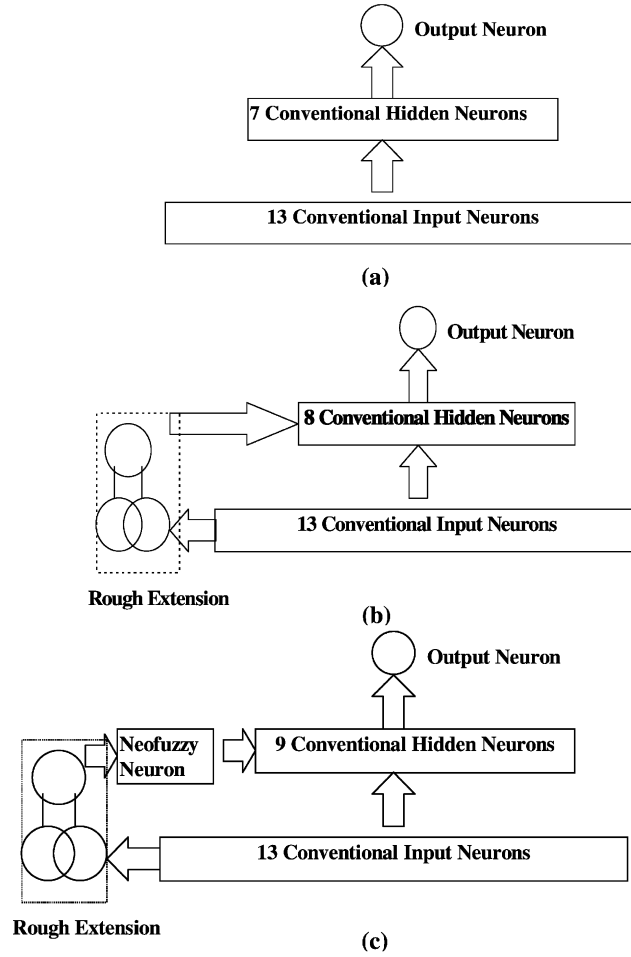 Output Neuron
7 Conventional Hidden Neurons
13 Conventional Input Neurons
(a)
Output Neuron
8 Conventional Hidden Neurons
13 Conventional Input Neurons
Rough Extension
(b)
Output Neuron
Neofuzzy
Neuron
9 Conventional Hidden Neurons
13 Conventional Input Neurons
Rough Extension
(c)